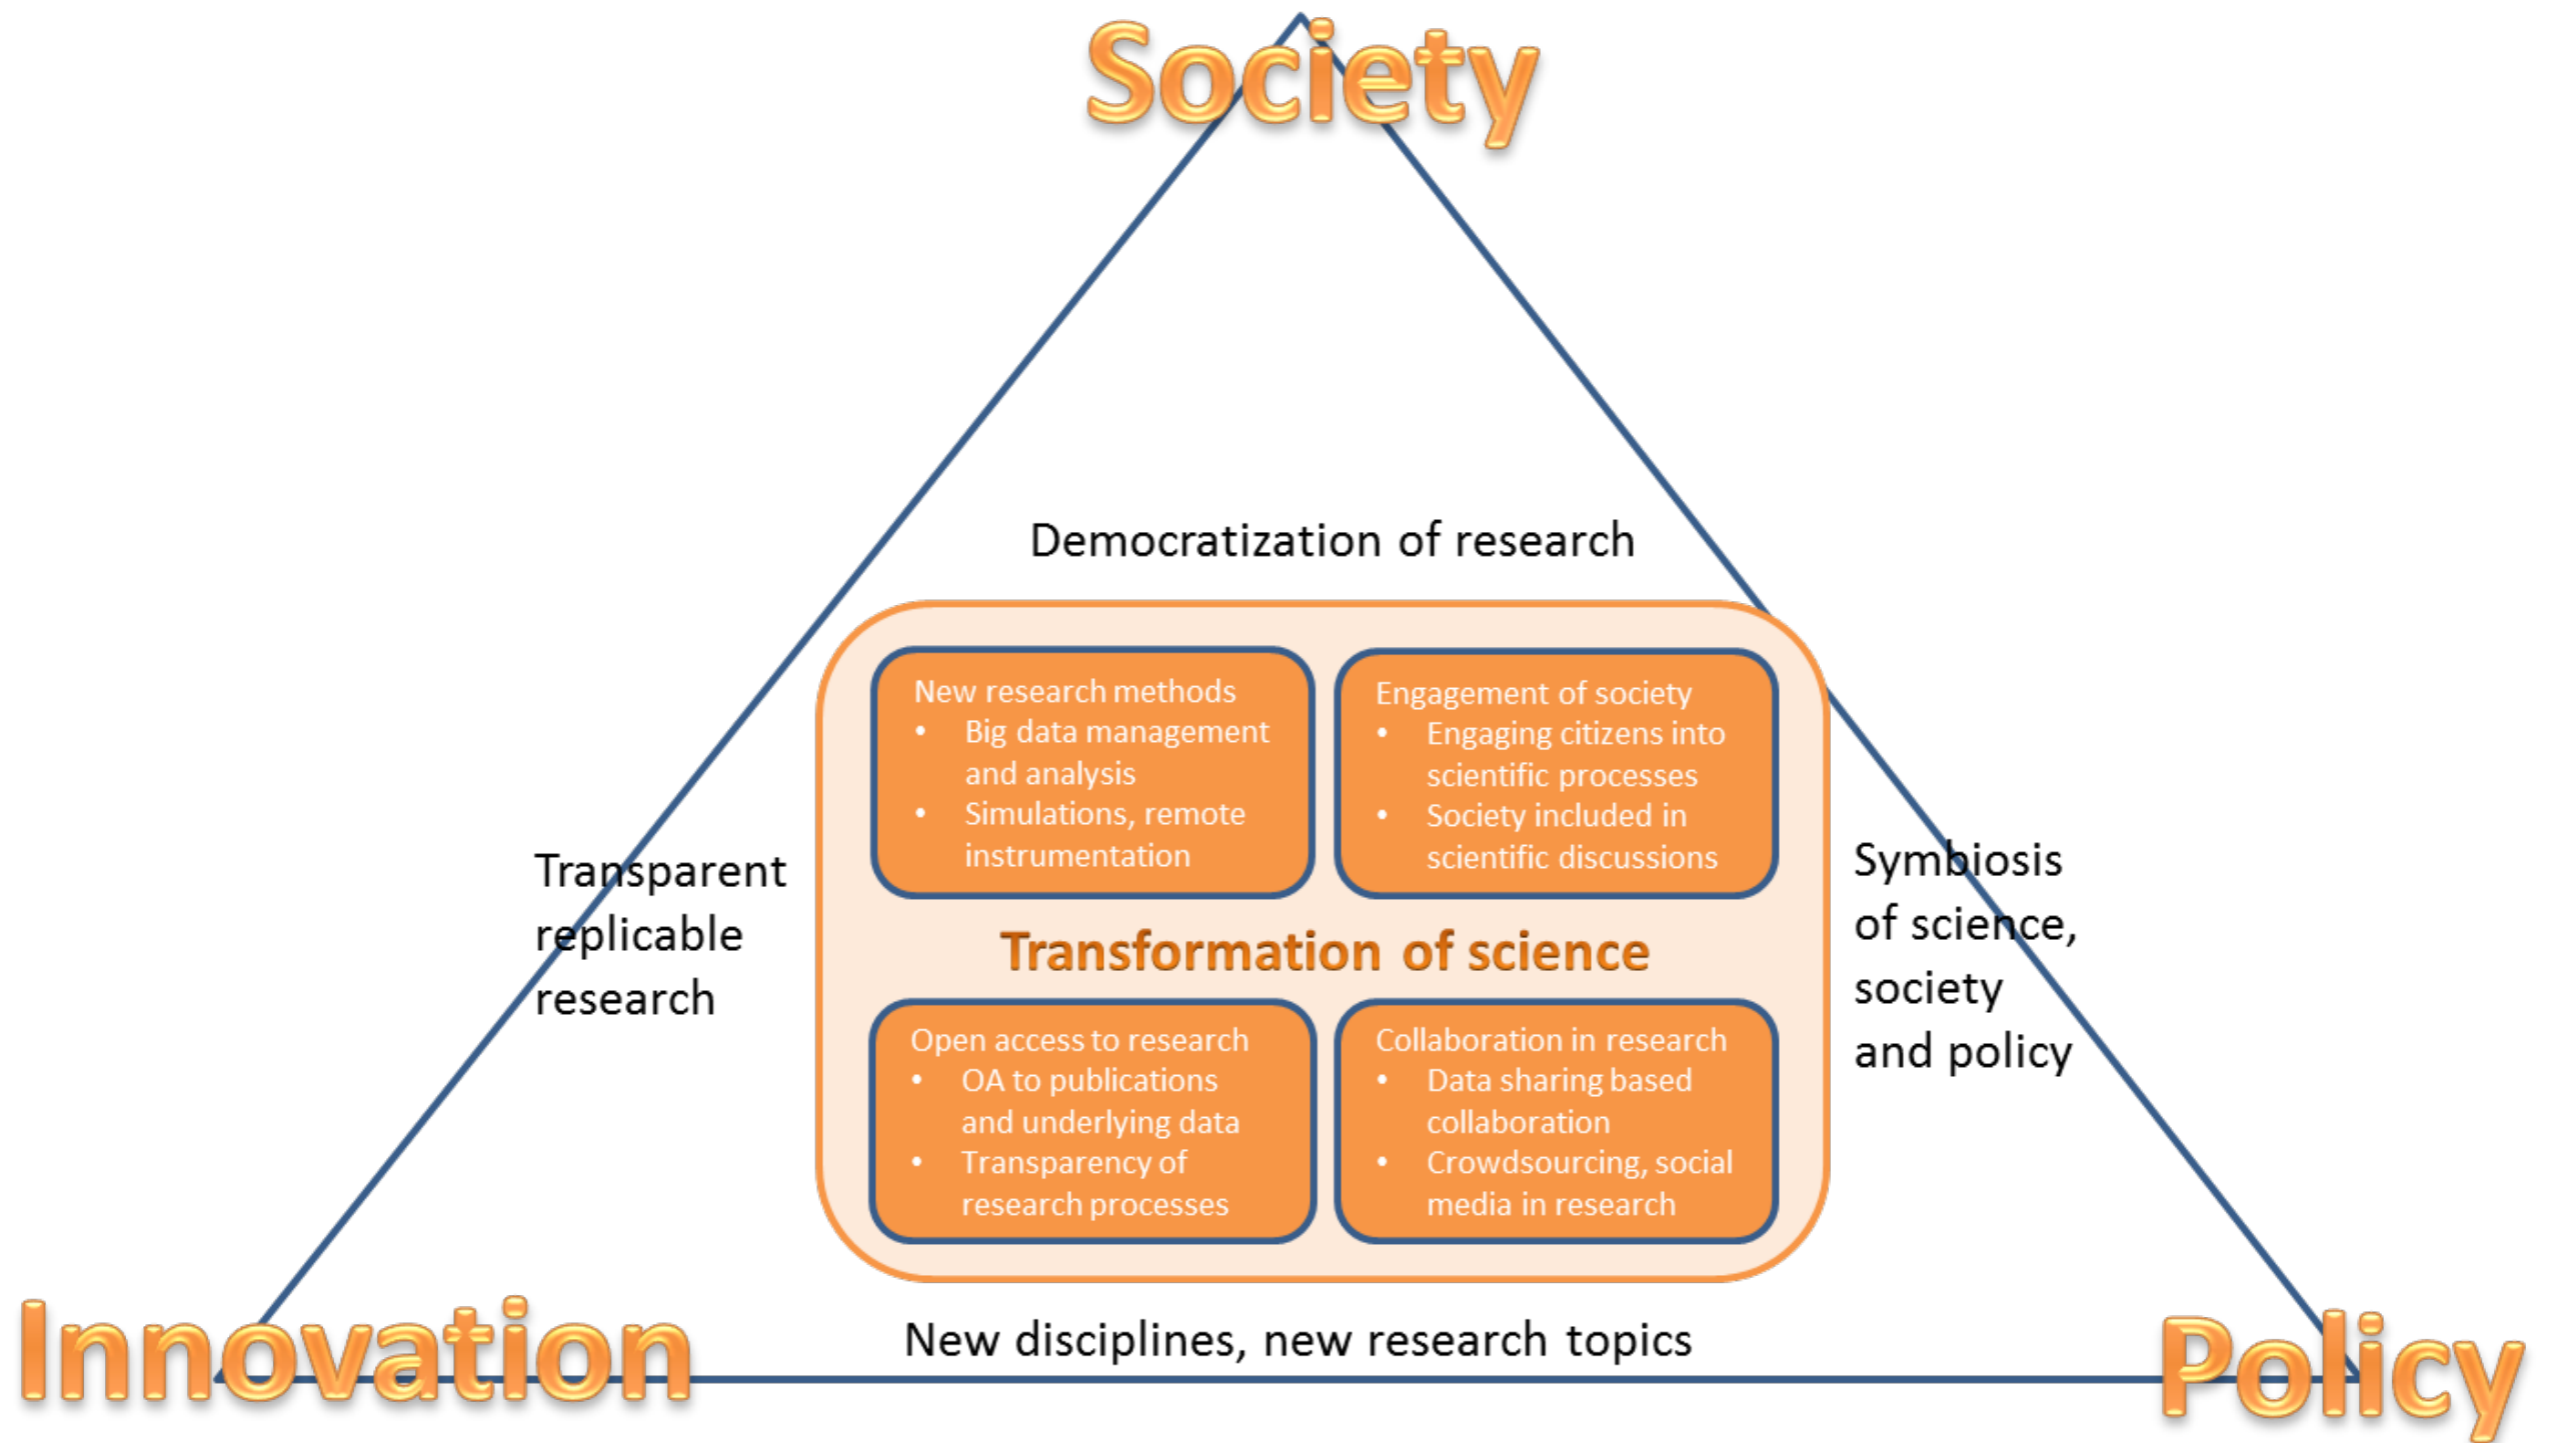 Society
Democratization of research
New research methods
• Big data management
and analysis
• Simulations, remote
instrumentation
Engagement of society
• Engaging citizens into
scientific processes
• Society included in
scientific discussions
Transparent
replicable
research
Transformation of science
Symbiosis
of science,
society
and policy
Open access to research
• OA to publications
and underlying data
• Transparency of
research processes
Collaboration in research
• Data sharing based
collaboration
• Crowdsourcing, social
media in research
New disciplines, new research topics
Innovation
Policy